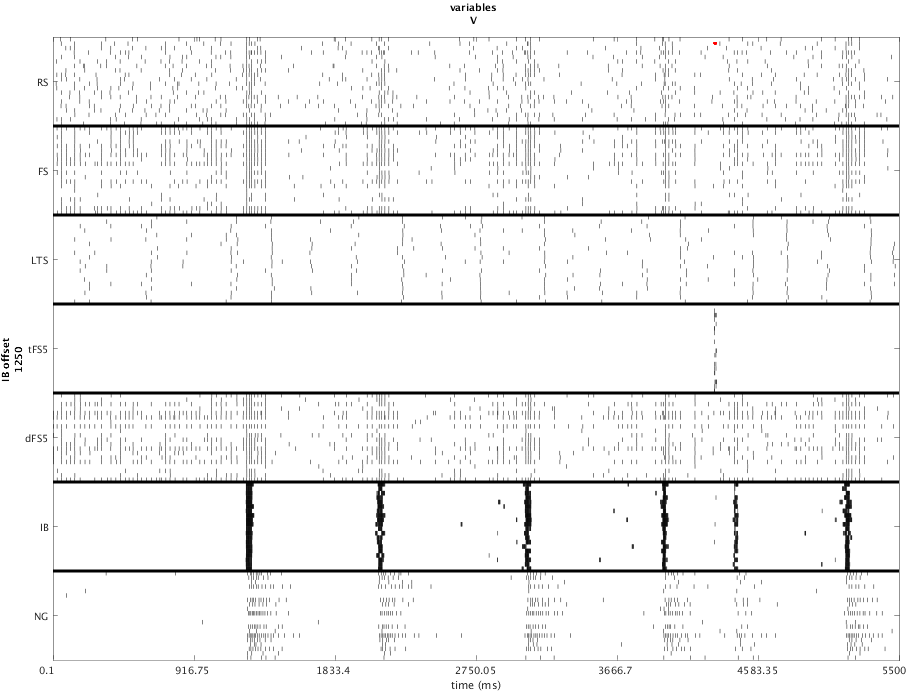 variables
V
RS
FS
LTS
tFS5
dFS5
IB
NG
IB offset
1250
0.1
916.75
1833.4
2750.05
3666.7
4583.35
5500
time (ms)